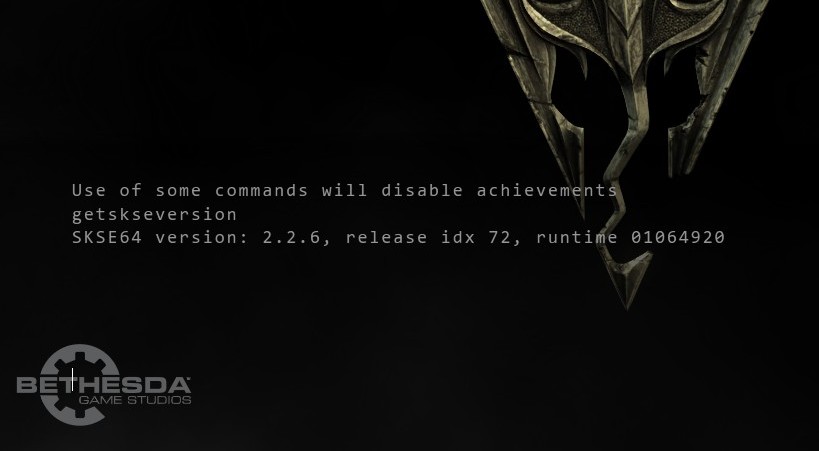 Use of some commands will disable achievements
getskseversion
SKSE64 version: 2.2.6, release idx 72, runtime 01064920
BETHESDA
GAME STUDIOS